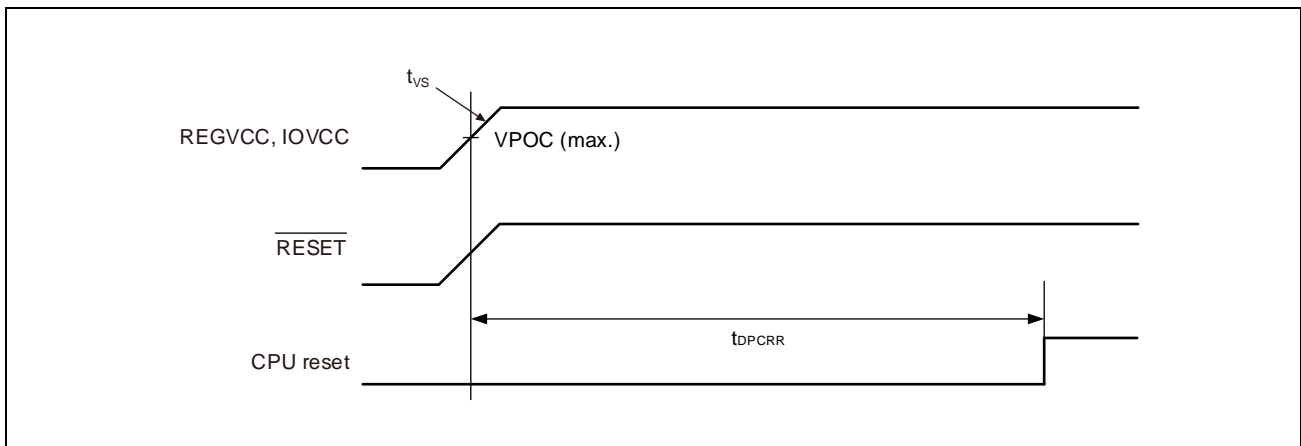 tVS
REGVCC, IOVCC
VPOC (max.)
RESET
tDPCRR
CPU reset